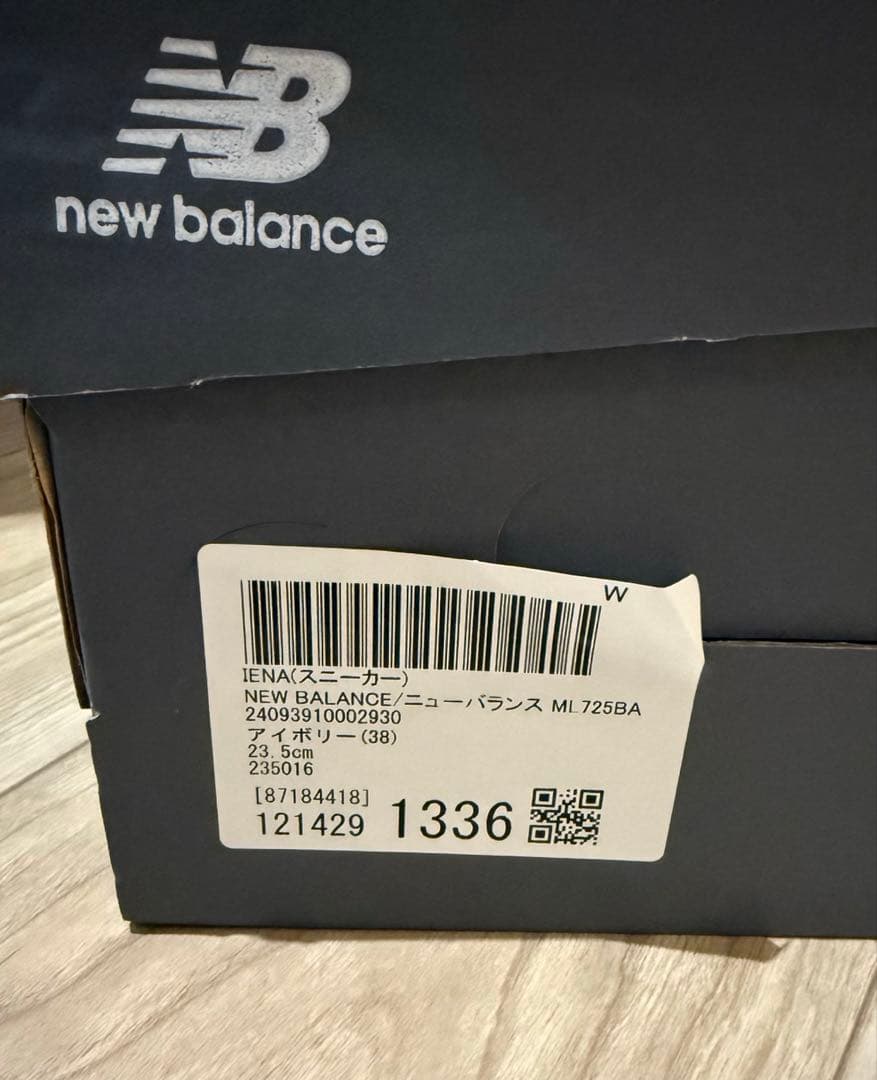 NB
new balance
W
IENA(スニーカー)
NEW BALANCE/ニューバランス ML725BA
24093910002930
アイボリー(38)
23.5cm
235016
[87184418]
121429 1336